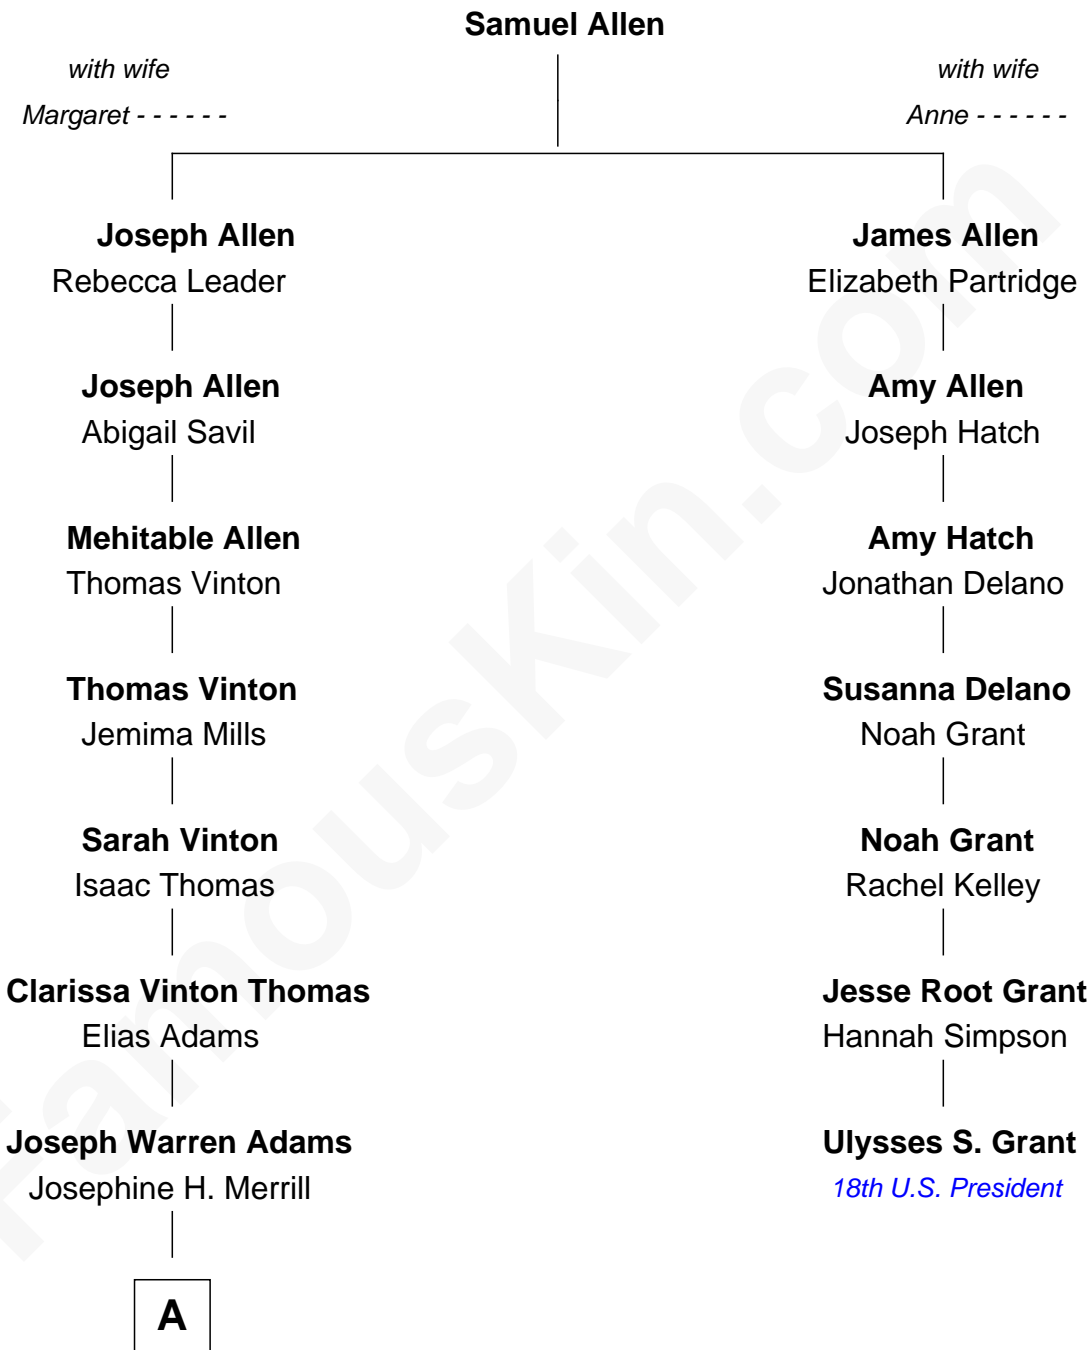 Samuel Allen
with wife
Margaret - - - - - -
with wife
Anne - - - - - -
Joseph Allen
Rebecca Leader
James Allen
Elizabeth Partridge
Joseph Allen
Abigail Savil
Amy Allen
Joseph Hatch
Mehitable Allen
Thomas Vinton
Amy Hatch
Jonathan Delano
Thomas Vinton
Jemima Mills
Susanna Delano
Noah Grant
Sarah Vinton
Isaac Thomas
Noah Grant
Rachel Kelley
Clarissa Vinton Thomas
Elias Adams
Jesse Root Grant
Hannah Simpson
Joseph Warren Adams
Josephine H. Merrill
Ulysses S. Grant
18th U.S. President
A
FamousKin.com